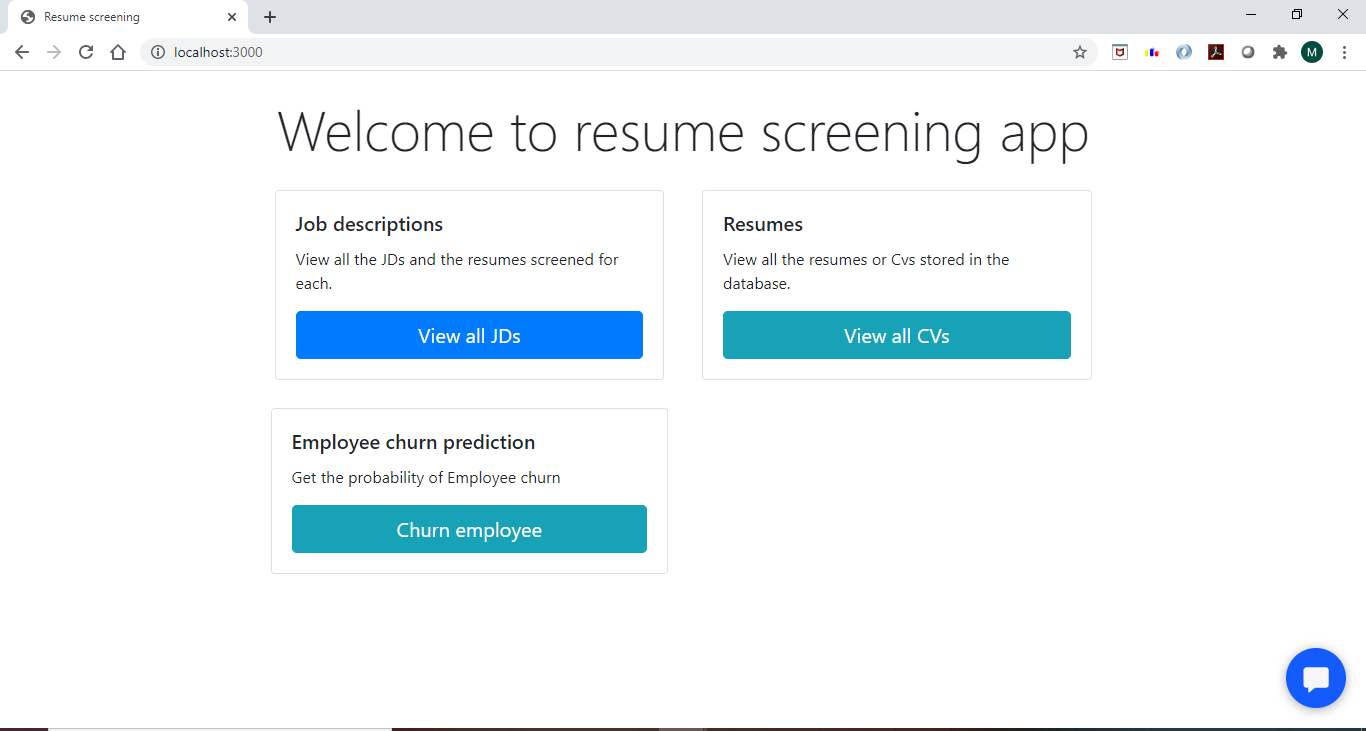 Resume screening
localhost:3000
M
Welcome to resume screening app
Job descriptions
View all the JDs and the resumes screened for
each.
View all JDs
Resumes
View all the resumes or Cvs stored in the
database.
View all CVs
Employee churn prediction
Get the probability of Employee churn
Churn employee